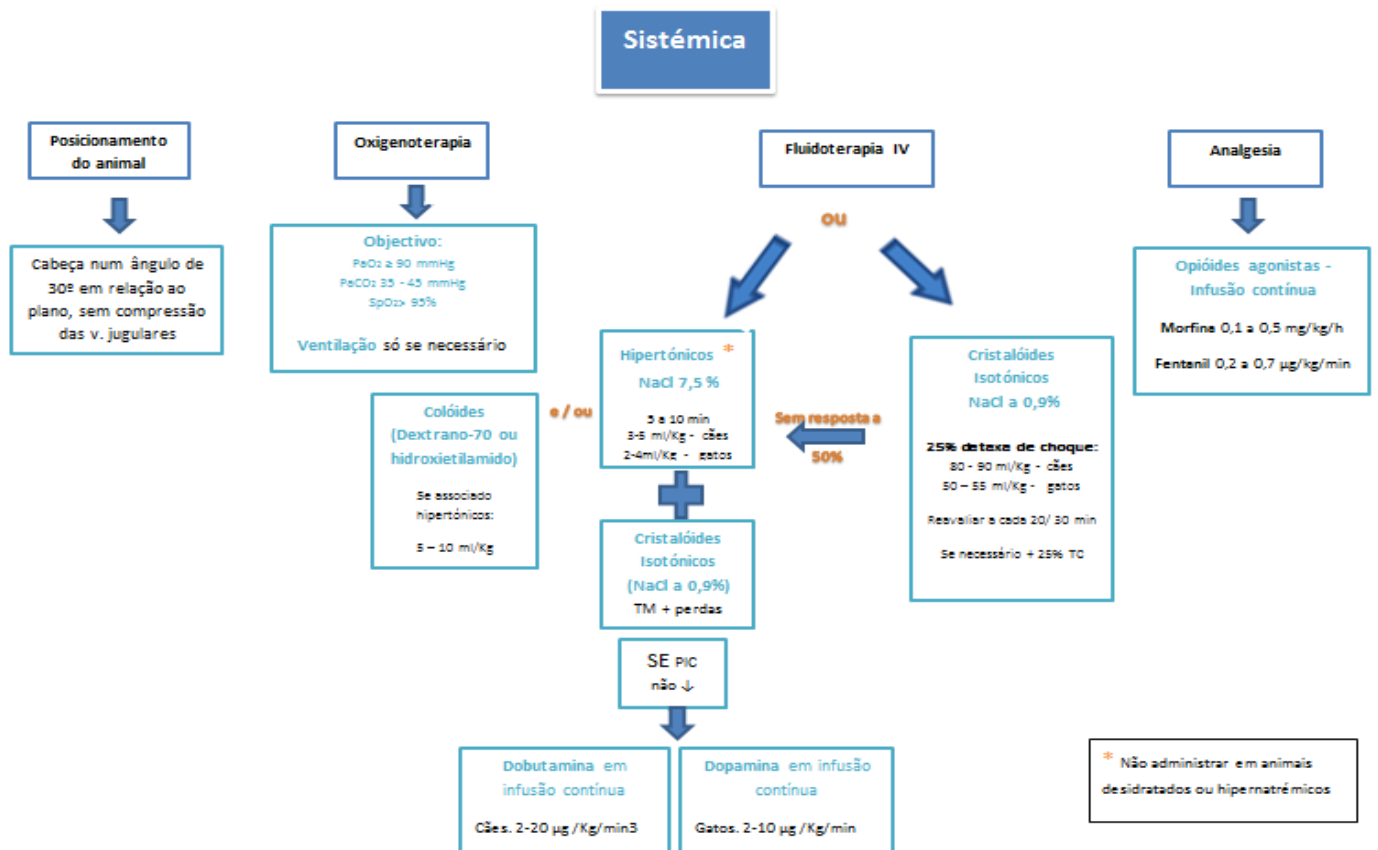 Sistémica
Posicionamento
do animal
Cabeça num ângulo de
30º em relação ao
plano, sem compressão
das v. jugulares
Oxigenoterapia
Objectivo:
PaO₂ ≥ 90 mmHg
PaCO₂ 35 - 45 mmHg
SpO₂> 95%
Ventilação só se necessário
Fluidoterapia IV
ou
Colóides
(Dextrano-70 ou
hidroxietilamido)
Se associado
hipertónicos:
5 – 10 ml/Kg
e / ou
Hipertónicos *
NaCl 7,5 %
5 a 10 min
3-5 ml/Kg - cães
2-4ml/Kg - gatos
Sem resposta a
50%
Cristalóides
Isotónicos
NaCl a 0,9%
25% de taxa de choque:
80 - 90 ml/Kg - cães
50 – 55 ml/Kg - gatos
Reavaliar a cada 20/ 30 min
Se necessário + 25% TC
Cristalóides
Isotónicos
(NaCl a 0,9%)
TM + perdas
SE PIC
não ↓
Dobutamina em
infusão contínua
Cães. 2-20 µg /Kg/min3
Dopamina em infusão
contínua
Gatos. 2-10 µg /Kg/min
Analgesia
Opióides agonistas -
Infusão contínua
Morfina 0,1 a 0,5 mg/kg/h
Fentanil 0,2 a 0,7 µg/kg/min
* Não administrar em animais
desidratados ou hipernatrémicos